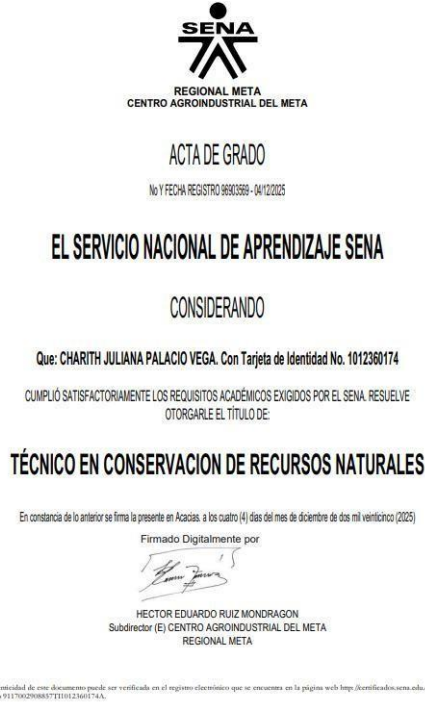 SENA
REGIONAL META
CENTRO AGROINDUSTRIAL DEL META
ACTA DE GRADO
No Y FECHA REGISTRO 96903569 - 04/12/2025
EL SERVICIO NACIONAL DE APRENDIZAJE SENA
CONSIDERANDO
Que: CHARITH JULIANA PALACIO VEGA. Con Tarjeta de Identidad No. 1012360174
CUMPLIÓ SATISFACTORIAMENTE LOS REQUISITOS ACADÉMICOS EXIGIDOS POR EL SENA. RESUELVE
OTORGARLE EL TÍTULO DE:
TÉCNICO EN CONSERVACION DE RECURSOS NATURALES
En constancia de lo anterior se firma la presente en Acacias. a los cuatro (4) días del mes de diciembre de dos mil veinticinco (2025)
Firmado Digitalmente por
HECTOR EDUARDO RUIZ MONDRAGON
Subdirector (E) CENTRO AGROINDUSTRIAL DEL META
REGIONAL META
nticidad de este documento puede ser verificada en el registro electrónico que se encuentra en la página web http://certificados.sena.edu.
9117002908857TI1012360174A.